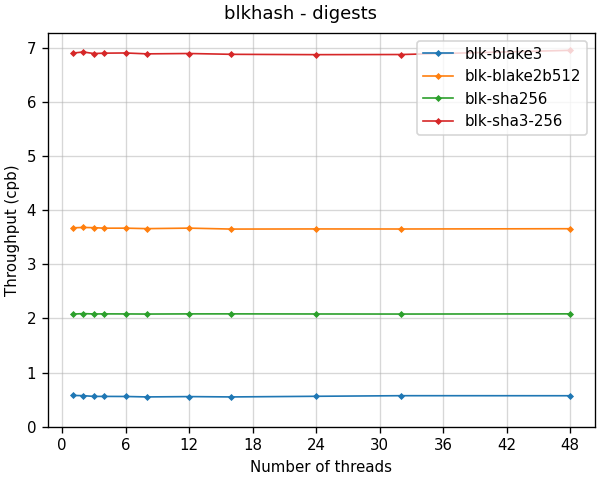 blkhash - digests
Throughput (cpb)
7
6
5
4
3
2
1
0
blk-blake3
blk-blake2b512
blk-sha256
blk-sha3-256
0 6 12 18 24 30 36 42 48
Number of threads